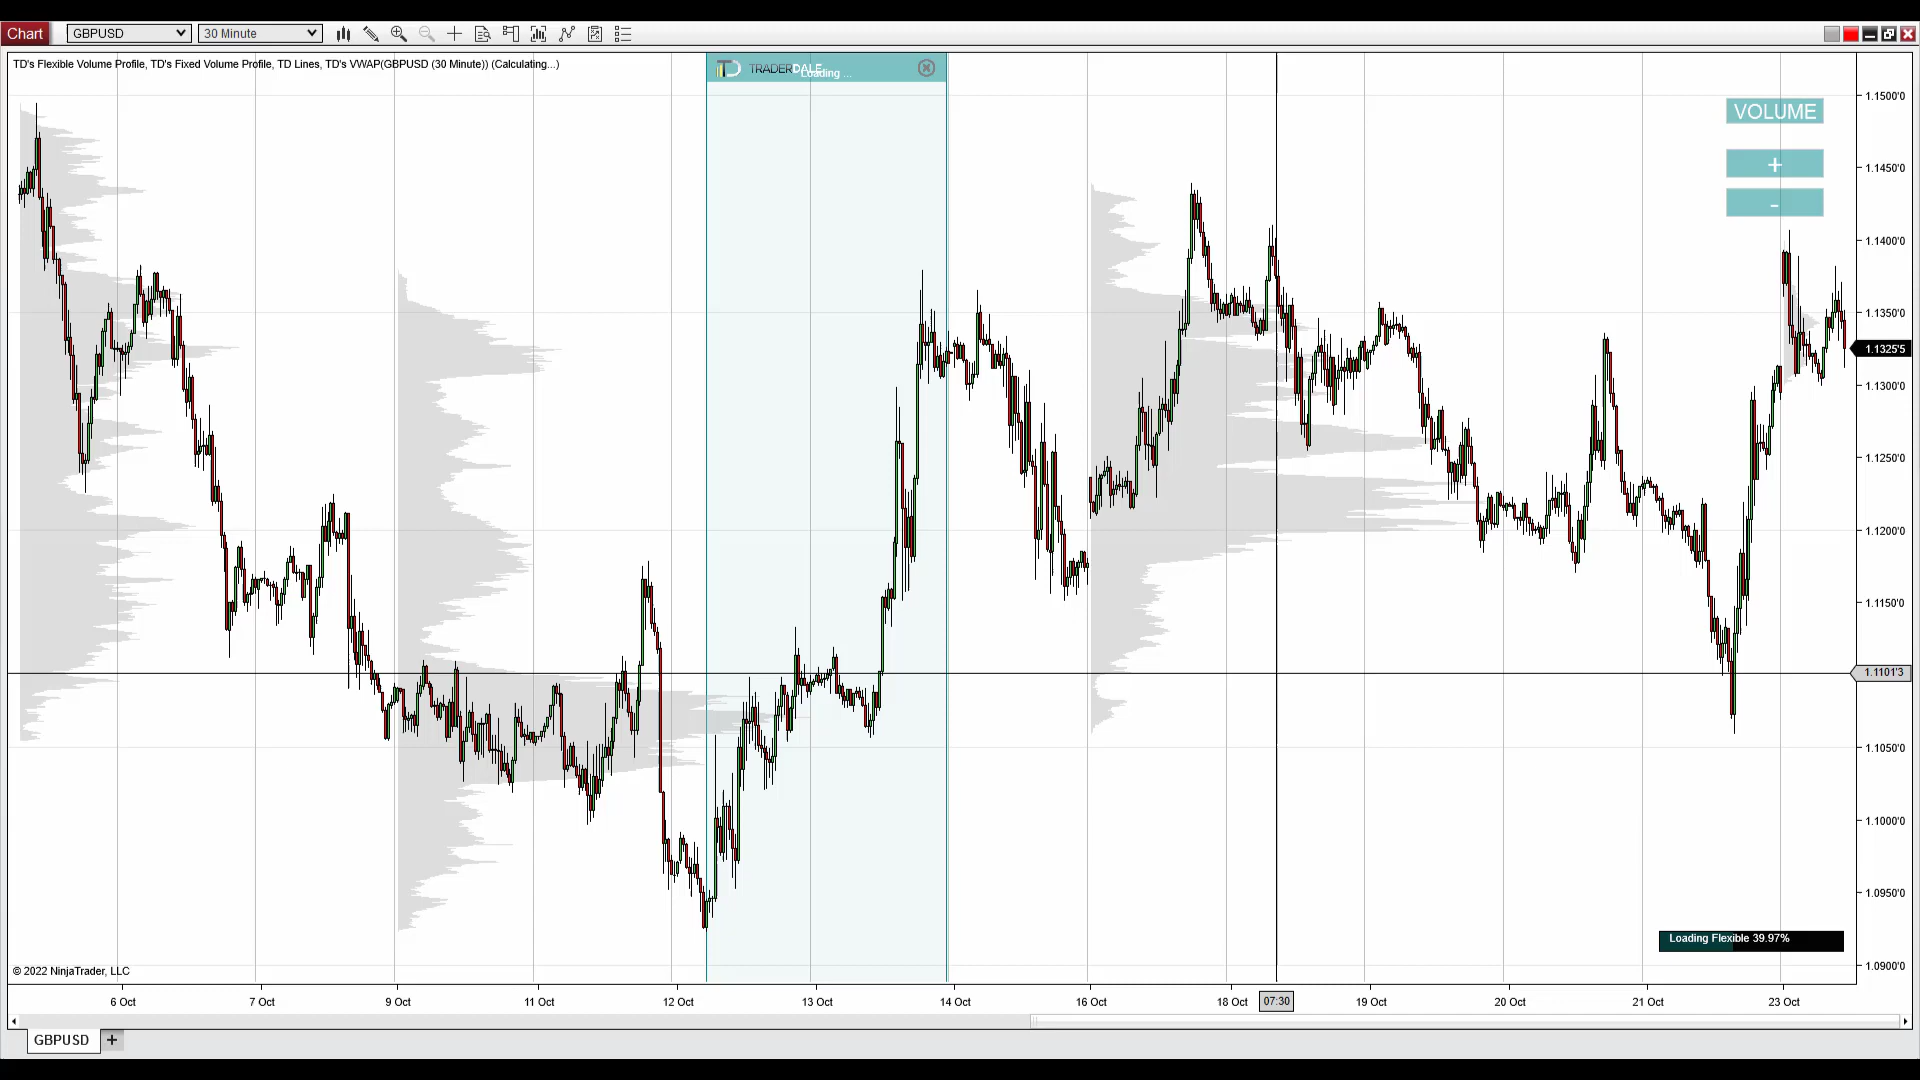 Chart GBPUSD 30 Minute
TD's Flexible Volume Profile, TD's Fixed Volume Profile, TD Lines, TD's VWAP(GBPUSD (30 Minute)) (Calculating...)
TRADERDALE
Loading ...
VOLUME
+
-
1.1500'0
1.1450'0
1.1400'0
1.1350'0
1.1325'5
1.1300'0
1.1250'0
1.1200'0
1.1150'0
1.1101'3
1.1050'0
1.1000'0
1.0950'0
1.0900'0
Loading Flexible 39.97%
© 2022 NinjaTrader, LLC
6 Oct 7 Oct 9 Oct 11 Oct 12 Oct 13 Oct 14 Oct 16 Oct 18 Oct 07:30 19 Oct 20 Oct 21 Oct 23 Oct
GBPUSD +